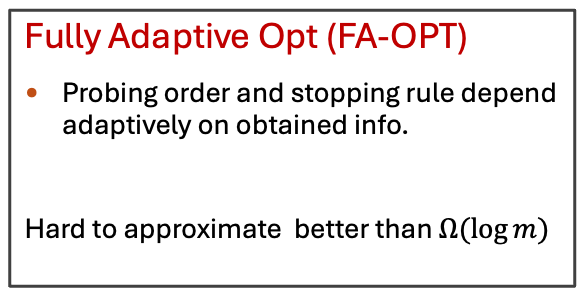 Fully Adaptive Opt (FA-OPT)
• Probing order and stopping rule depend
adaptively on obtained info.
Hard to approximate better than Ω(log m)